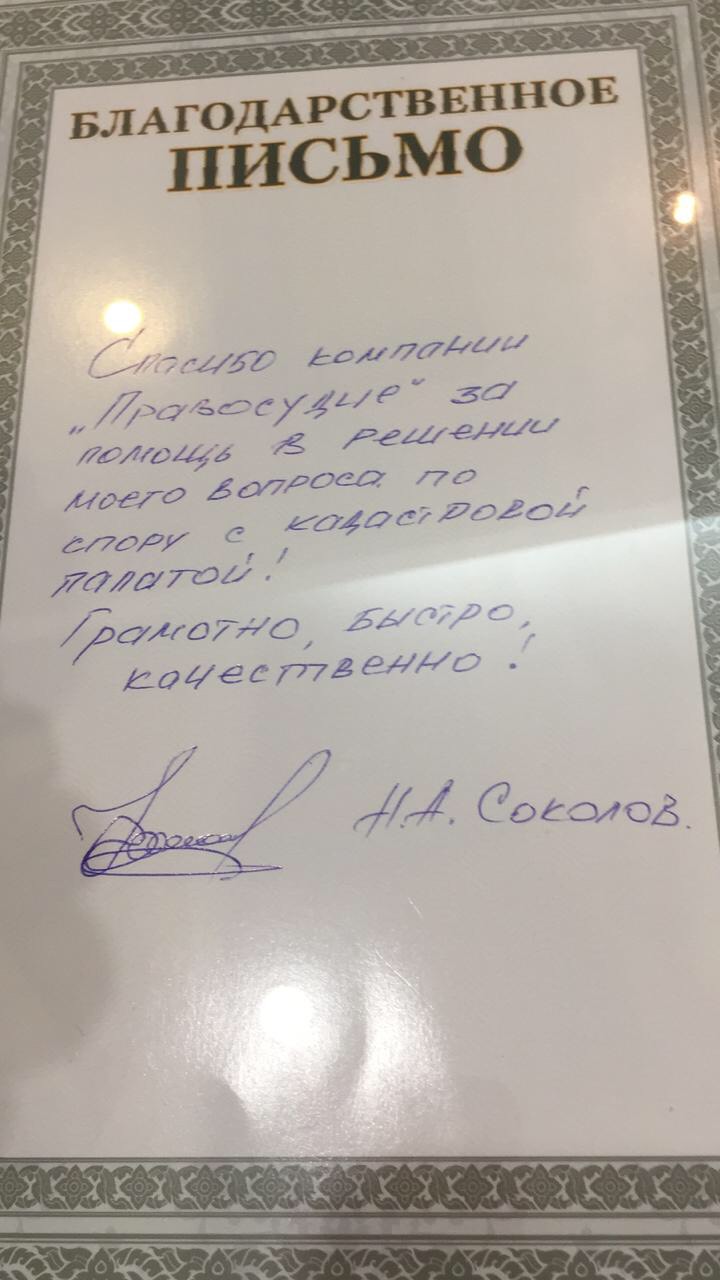 БЛАГОДАРСТВЕННОЕ
ПИСЬМО
Спасибо компании
„Правосудие“ за
помощь в решении
моего вопроса по
спору с кадастровой
палатой!
Грамотно, быстро,
качественно!
Н.А. Соколов.